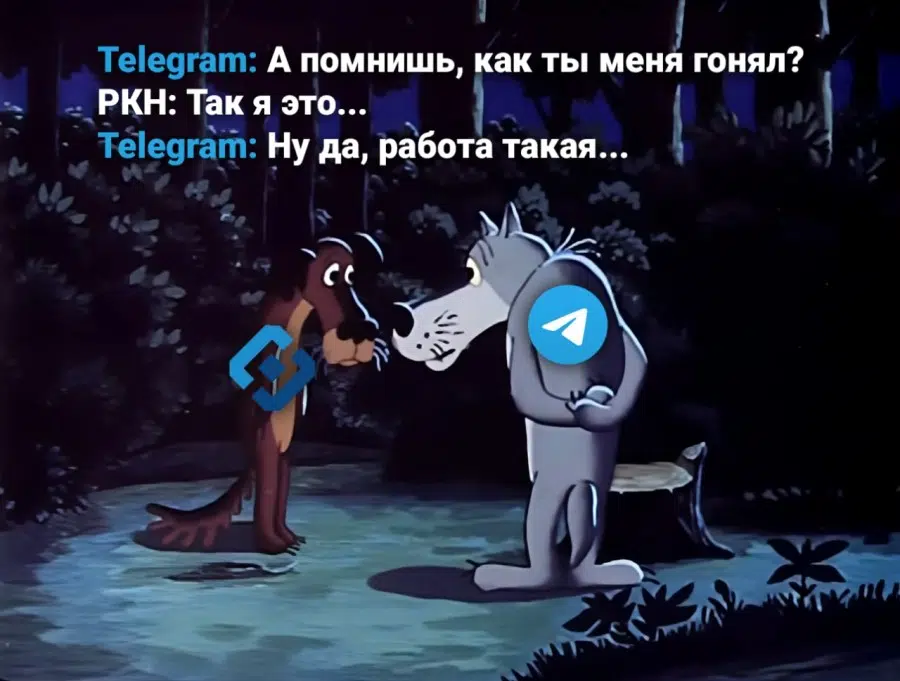 Telegram: А помнишь, как ты меня гонял?
РКН: Так я это...
Telegram: Ну да, работа такая...